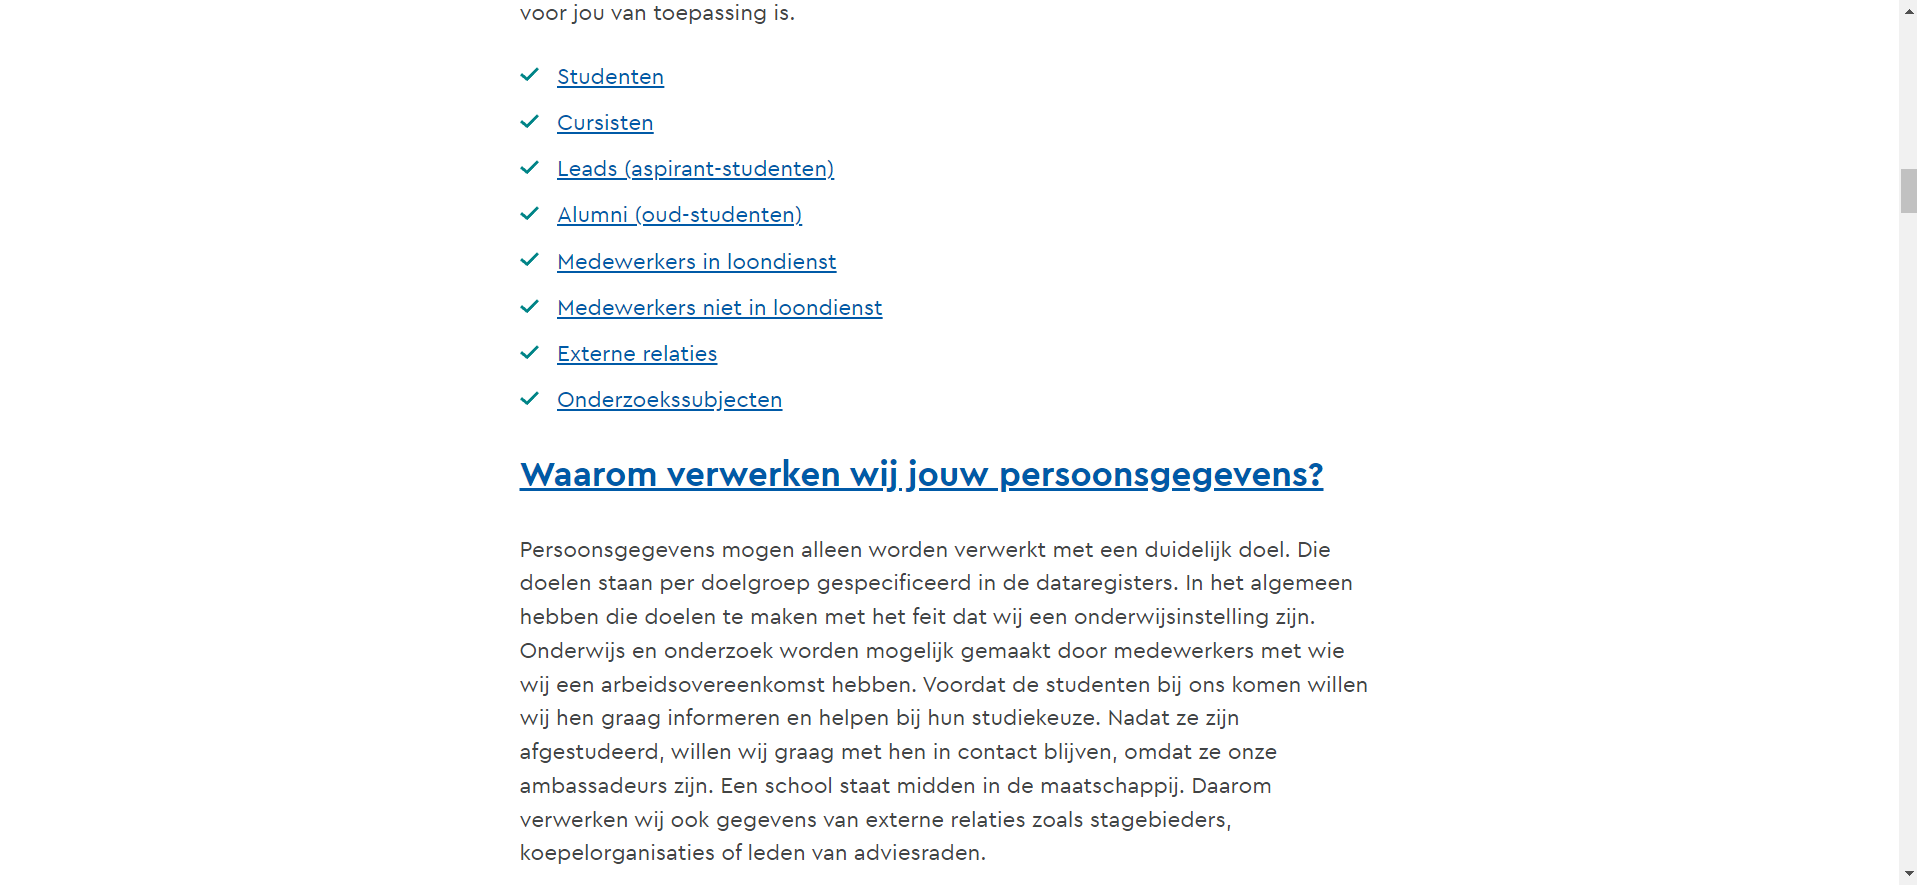 voor jou van toepassing is.
Studenten
Cursisten
Leads (aspirant-studenten)
Alumni (oud-studenten)
Medewerkers in loondienst
Medewerkers niet in loondienst
Externe relaties
Onderzoekssubjecten
Waarom verwerken wij jouw persoonsgegevens?
Persoonsgegevens mogen alleen worden verwerkt met een duidelijk doel. Die
doelen staan per doelgroep gespecificeerd in de dataregisters. In het algemeen
hebben die doelen te maken met het feit dat wij een onderwijsinstelling zijn.
Onderwijs en onderzoek worden mogelijk gemaakt door medewerkers met wie
wij een arbeidsovereenkomst hebben. Voordat de studenten bij ons komen willen
wij hen graag informeren en helpen bij hun studiekeuze. Nadat ze zijn
afgestudeerd, willen wij graag met hen in contact blijven, omdat ze onze
ambassadeurs zijn. Een school staat midden in de maatschappij. Daarom
verwerken wij ook gegevens van externe relaties zoals stagebieders,
koepelorganisaties of leden van adviesraden.